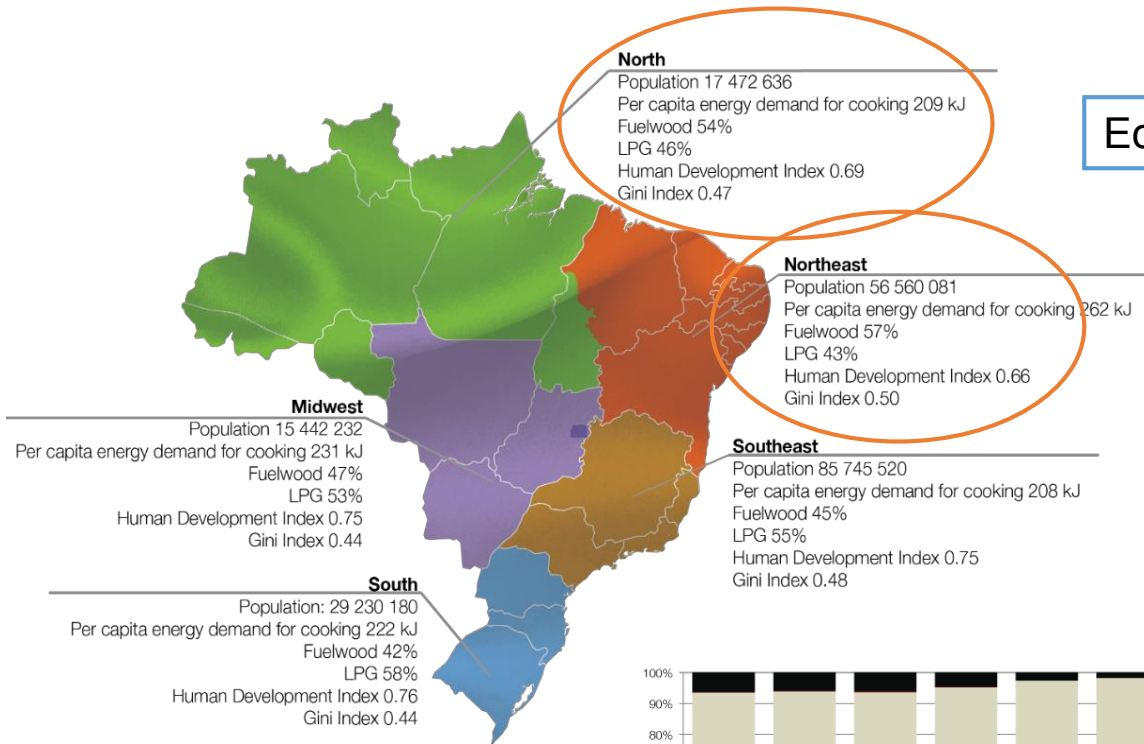 North
Population 17 472 636
Per capita energy demand for cooking 209 kJ
Fuelwood 54%
LPG 46%
Human Development Index 0.69
Gini Index 0.47
Northeast
Population 56 560 081
Per capita energy demand for cooking 262 kJ
Fuelwood 57%
LPG 43%
Human Development Index 0.66
Gini Index 0.50
Midwest
Population 15 442 232
Per capita energy demand for cooking 231 kJ
Fuelwood 47%
LPG 53%
Human Development Index 0.75
Gini Index 0.44
Southeast
Population 85 745 520
Per capita energy demand for cooking 208 kJ
Fuelwood 45%
LPG 55%
Human Development Index 0.75
Gini Index 0.48
South
Population: 29 230 180
Per capita energy demand for cooking 222 kJ
Fuelwood 42%
LPG 58%
Human Development Index 0.76
Gini Index 0.44
100%
90%
80%